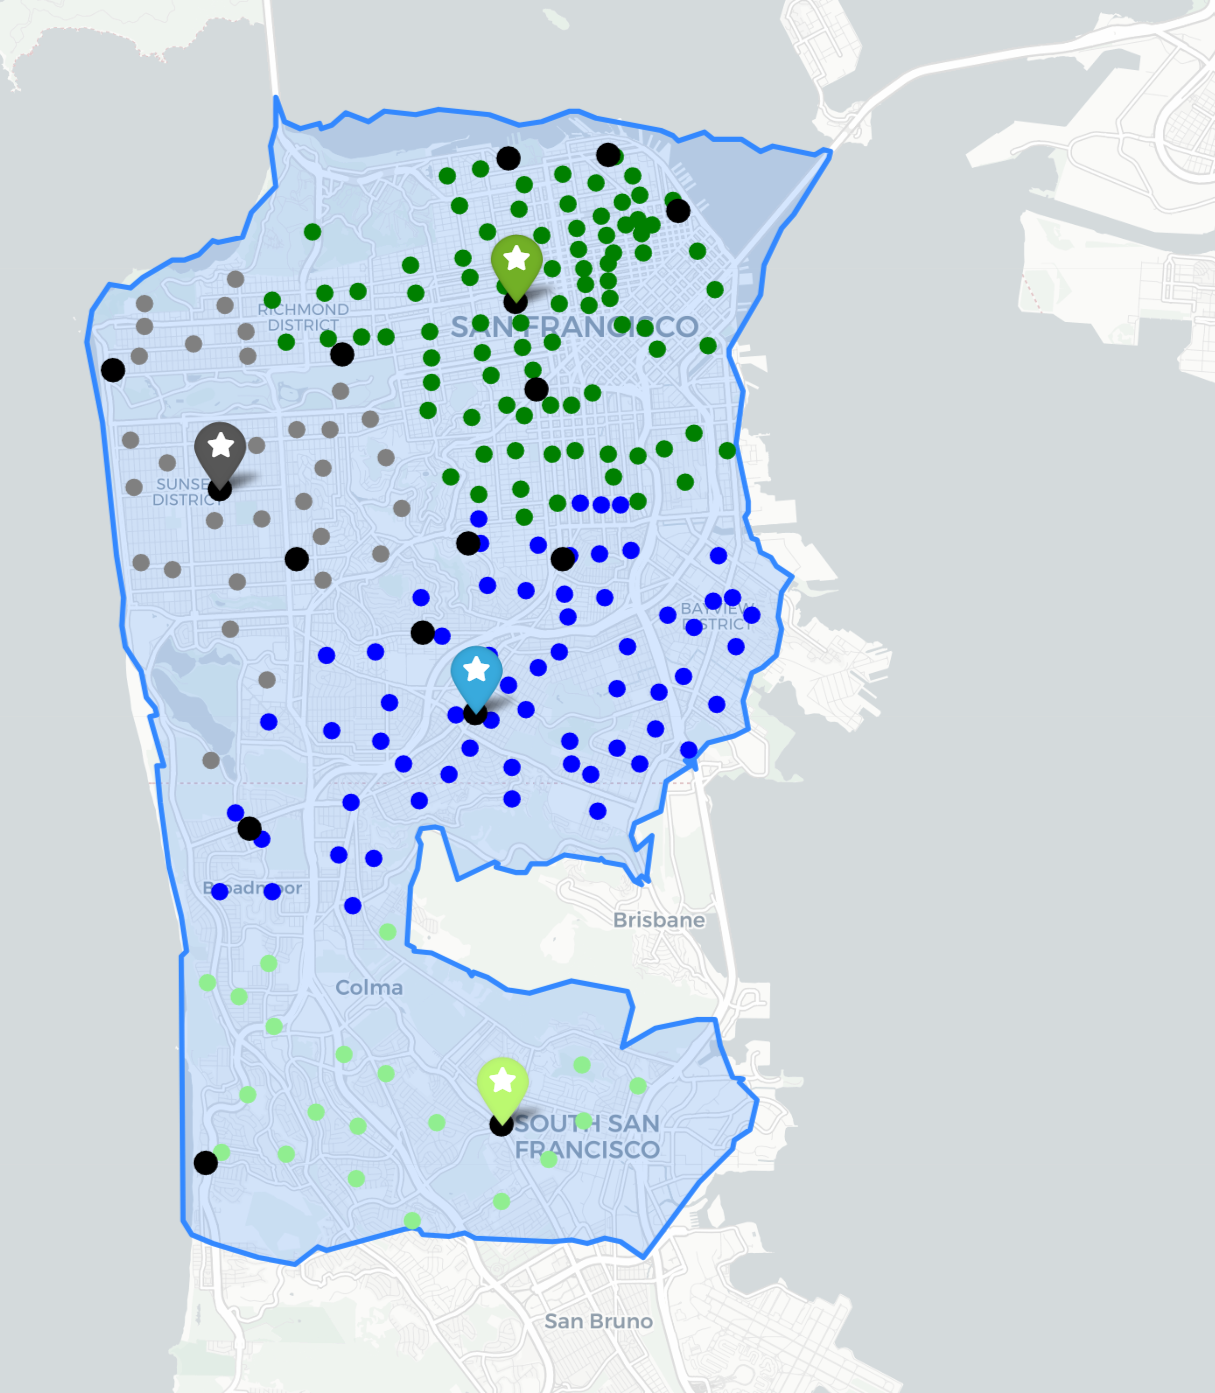 RICHMOND
DISTRICT
SAN FRANCISCO
SUNSET
DISTRICT
BAYVIEW
DISTRICT
Broadmoor
Brisbane
Colma
SOUTH SAN
FRANCISCO
San Bruno